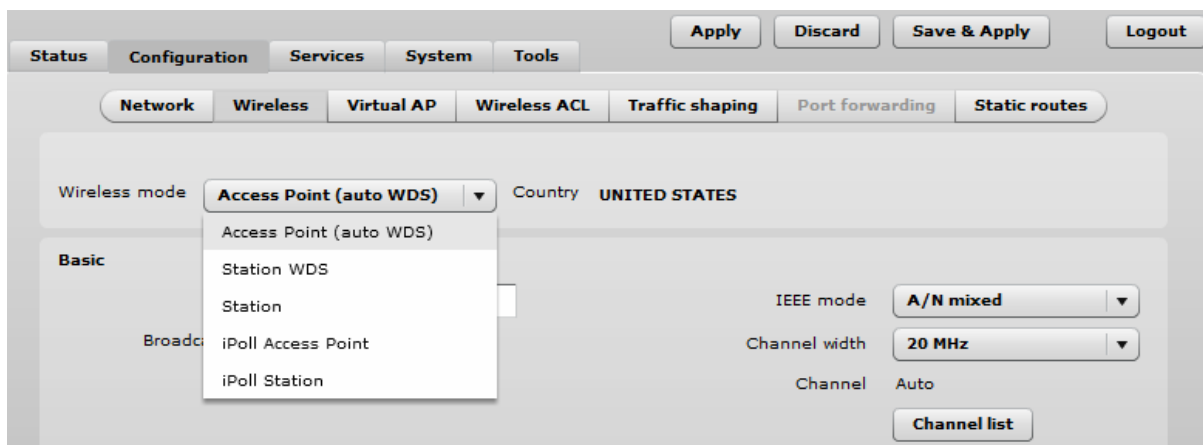 Apply Discard Save & Apply Logout
Status Configuration Services System Tools
Network Wireless Virtual AP Wireless ACL Traffic shaping Port forwarding Static routes
Wireless mode Access Point (auto WDS) Country UNITED STATES
Access Point (auto WDS)
Station WDS
Station
iPoll Access Point
iPoll Station
Basic
IEEE mode A/N mixed
Channel width 20 MHz
Channel Auto
Channel list